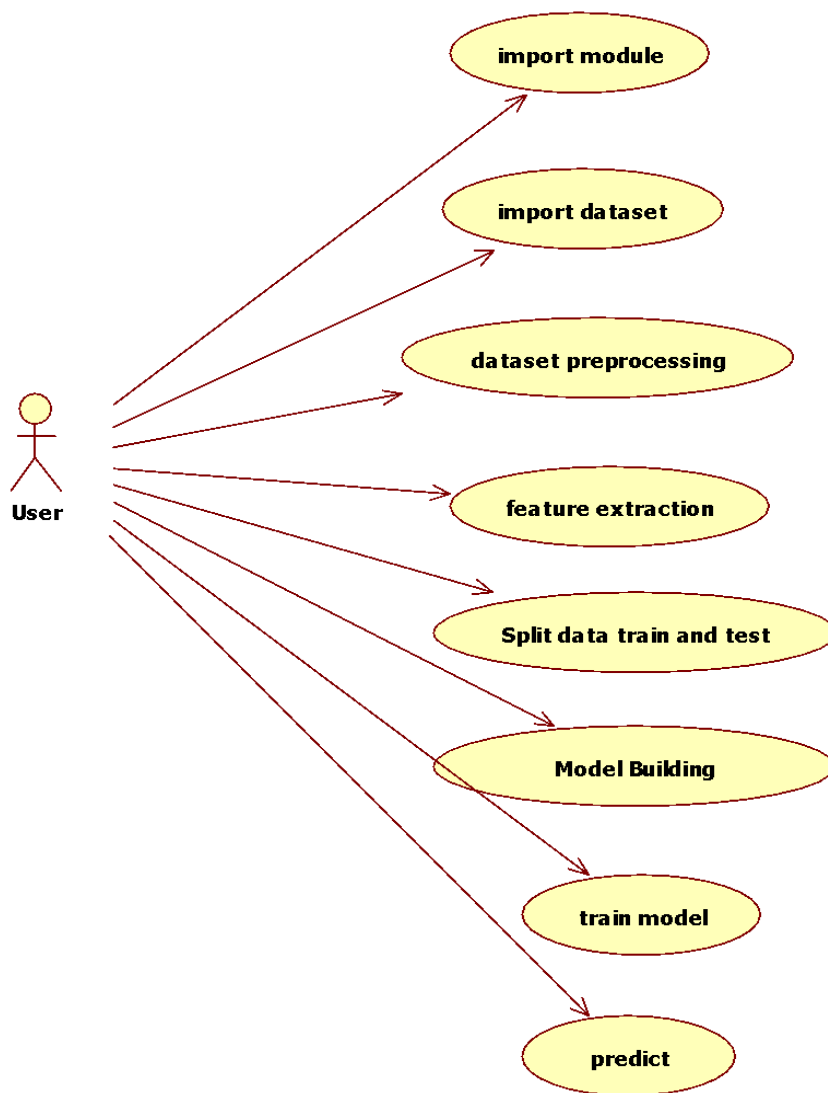 import module
import dataset
dataset preprocessing
feature extraction
User
Split data train and test
Model Building
train model
predict